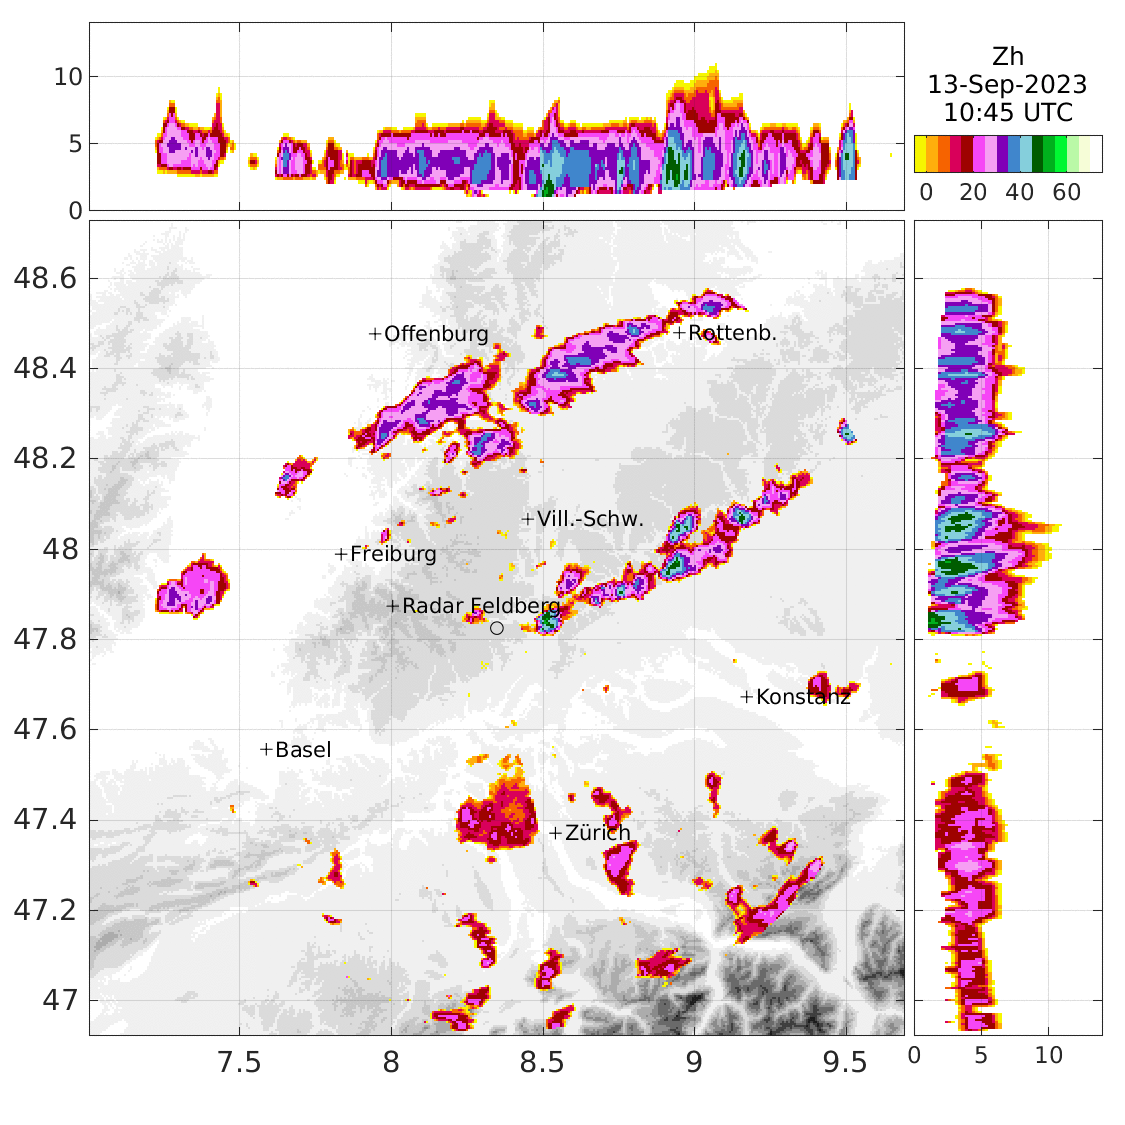 Zh
13-Sep-2023
10:45 UTC
0 20 40 60
10
5
0
48.6
+Offenburg
+Rottenb.
48.4
48.2
+Vill.-Schw.
48
+Freiburg
+Radar Feldberg
47.8
+Konstanz
47.6
+Basel
47.4
+Zürich
47.2
47
7.5 8 8.5 9 9.5
0 5 10